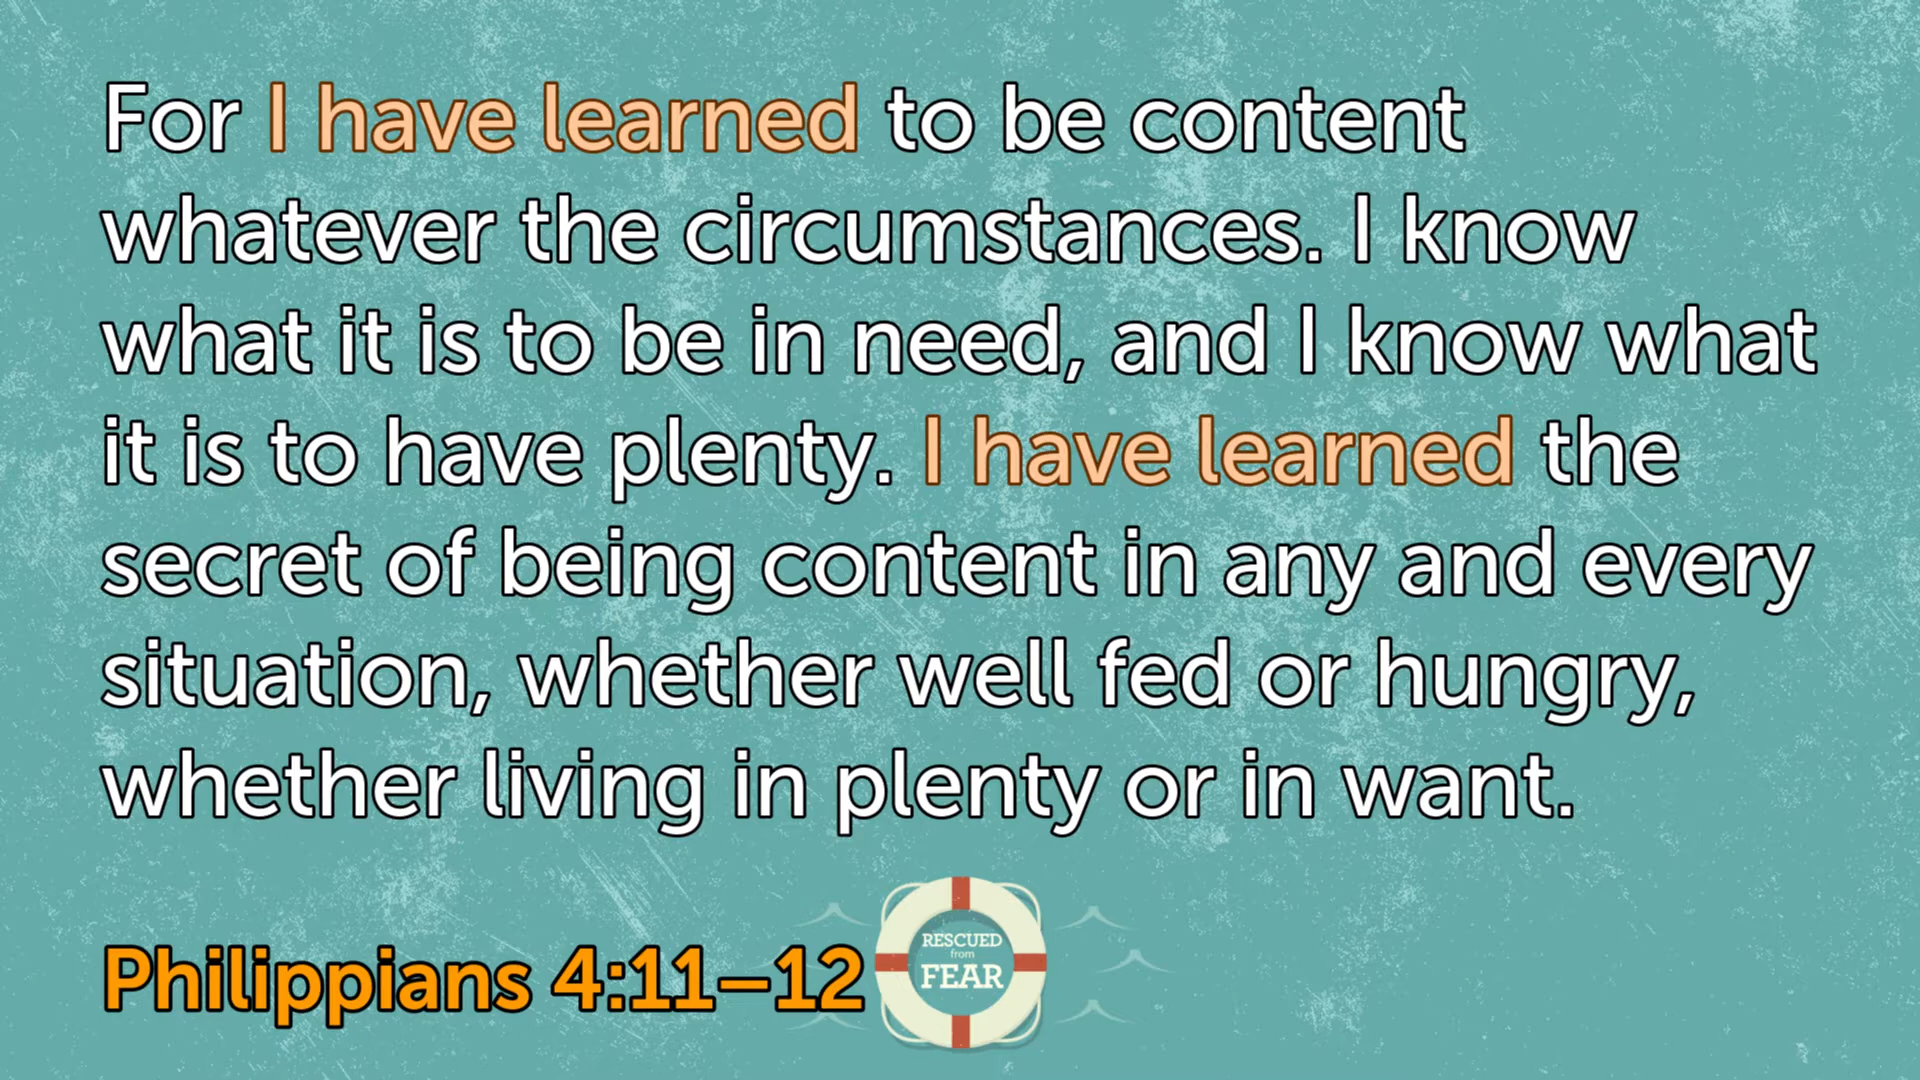 For I have learned to be content
whatever the circumstances. I know
what it is to be in need, and I know what
it is to have plenty. I have learned the
secret of being content in any and every
situation, whether well fed or hungry,
whether living in plenty or in want.
Philippians 4:11–12
RESCUED
from
FEAR